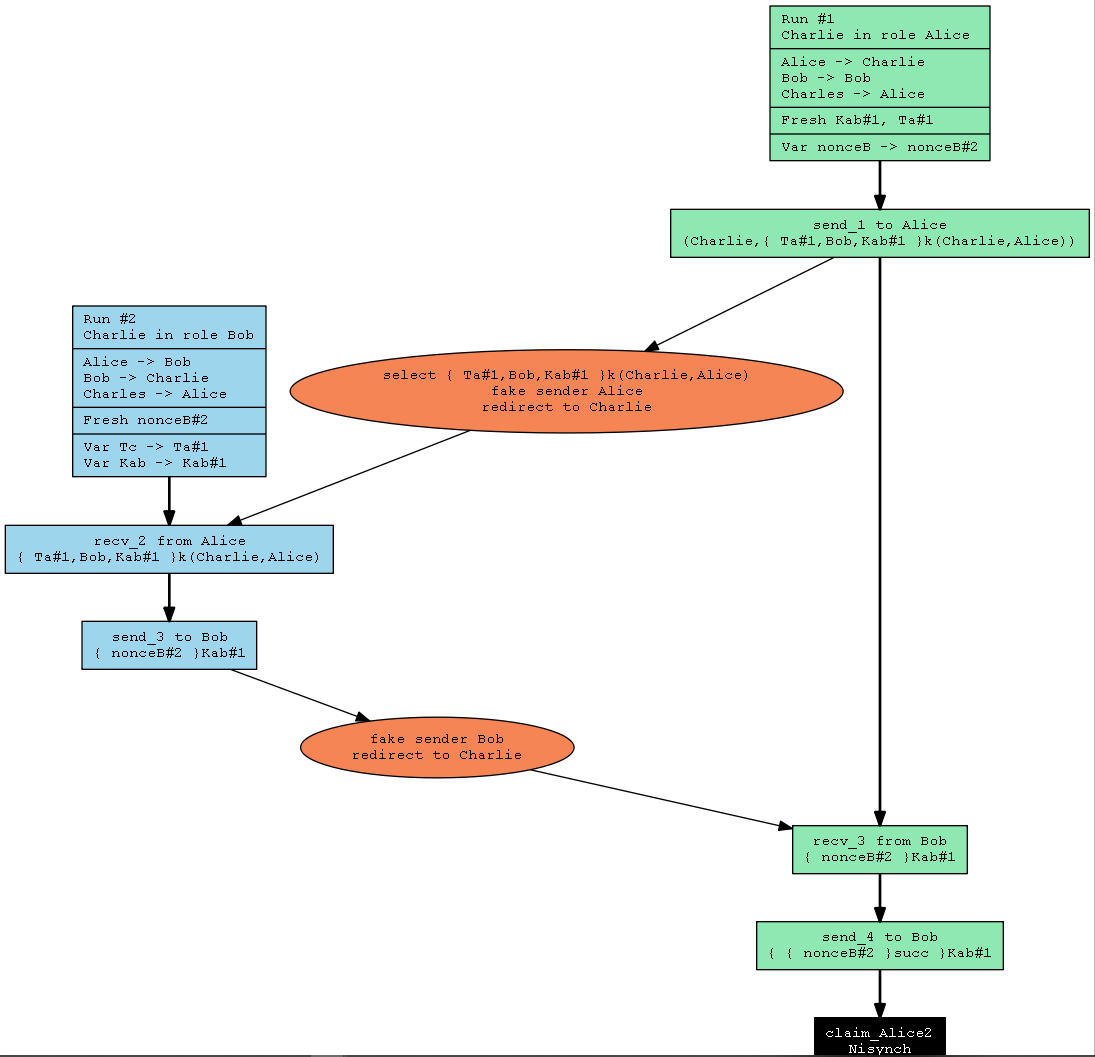 Run #1
Charlie in role Alice
Alice -> Charlie
Bob -> Bob
Charles -> Alice
Fresh Kab#1, Ta#1
Var nonceB -> nonceB#2
send_1 to Alice
(Charlie,{ Ta#1,Bob,Kab#1 }k(Charlie,Alice))
Run #2
Charlie in role Bob
Alice -> Bob
Bob -> Charlie
Charles -> Alice
Fresh nonceB#2
Var Tc -> Ta#1
Var Kab -> Kab#1
select { Ta#1,Bob,Kab#1 }k(Charlie,Alice)
fake sender Alice
redirect to Charlie
recv_2 from Alice
{ Ta#1,Bob,Kab#1 }k(Charlie,Alice)
send_3 to Bob
{ nonceB#2 }Kab#1
fake sender Bob
redirect to Charlie
recv_3 from Bob
{ nonceB#2 }Kab#1
send_4 to Bob
{ { nonceB#2 }succ }Kab#1
claim_Alice2
Nisynch